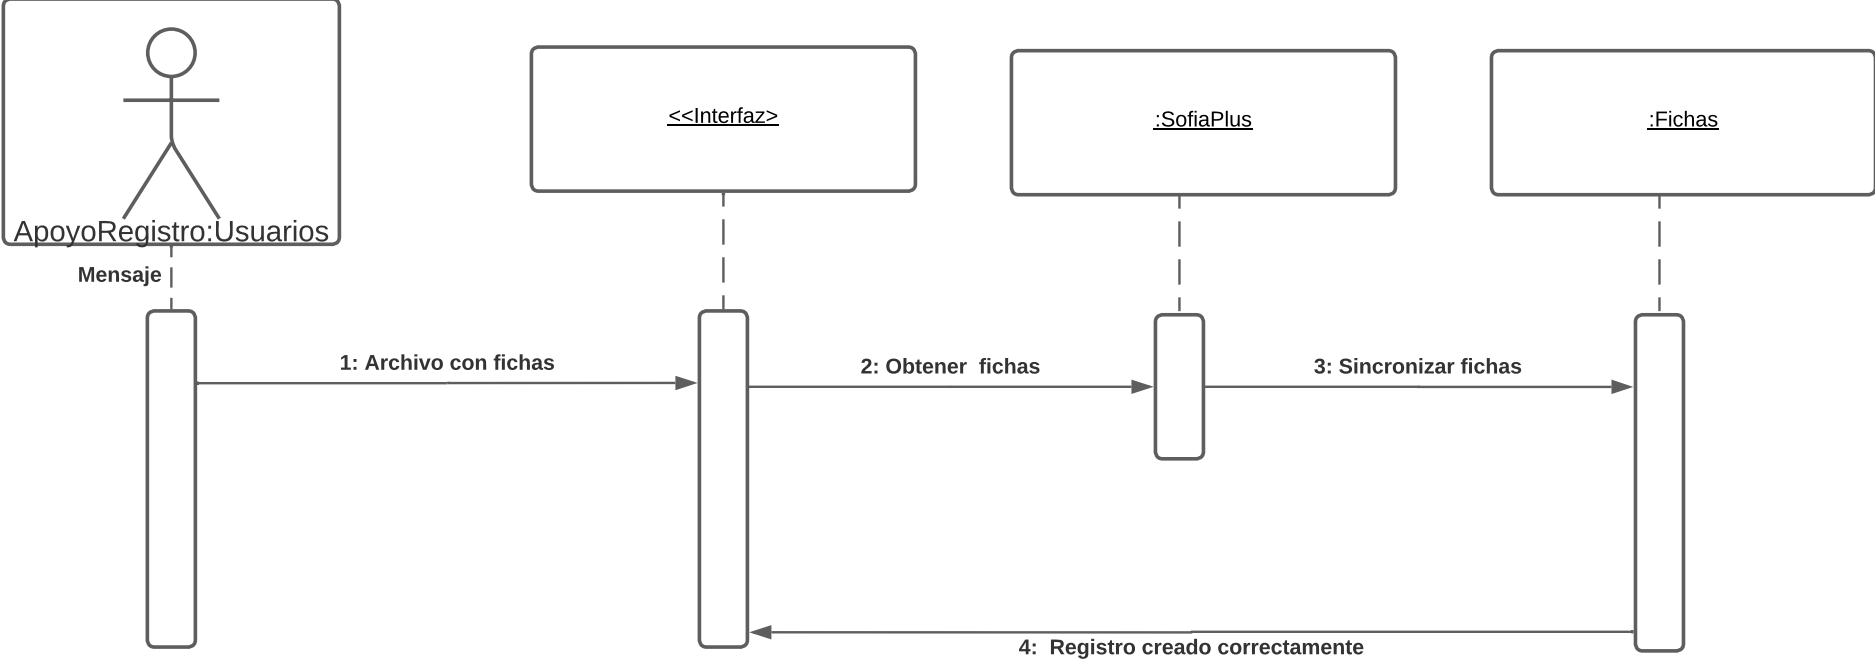 <<Interfaz>
:SofiaPlus
:Fichas
ApoyoRegistro:Usuarios
Mensaje
1: Archivo con fichas
2: Obtener  fichas
3: Sincronizar fichas
4:  Registro creado correctamente